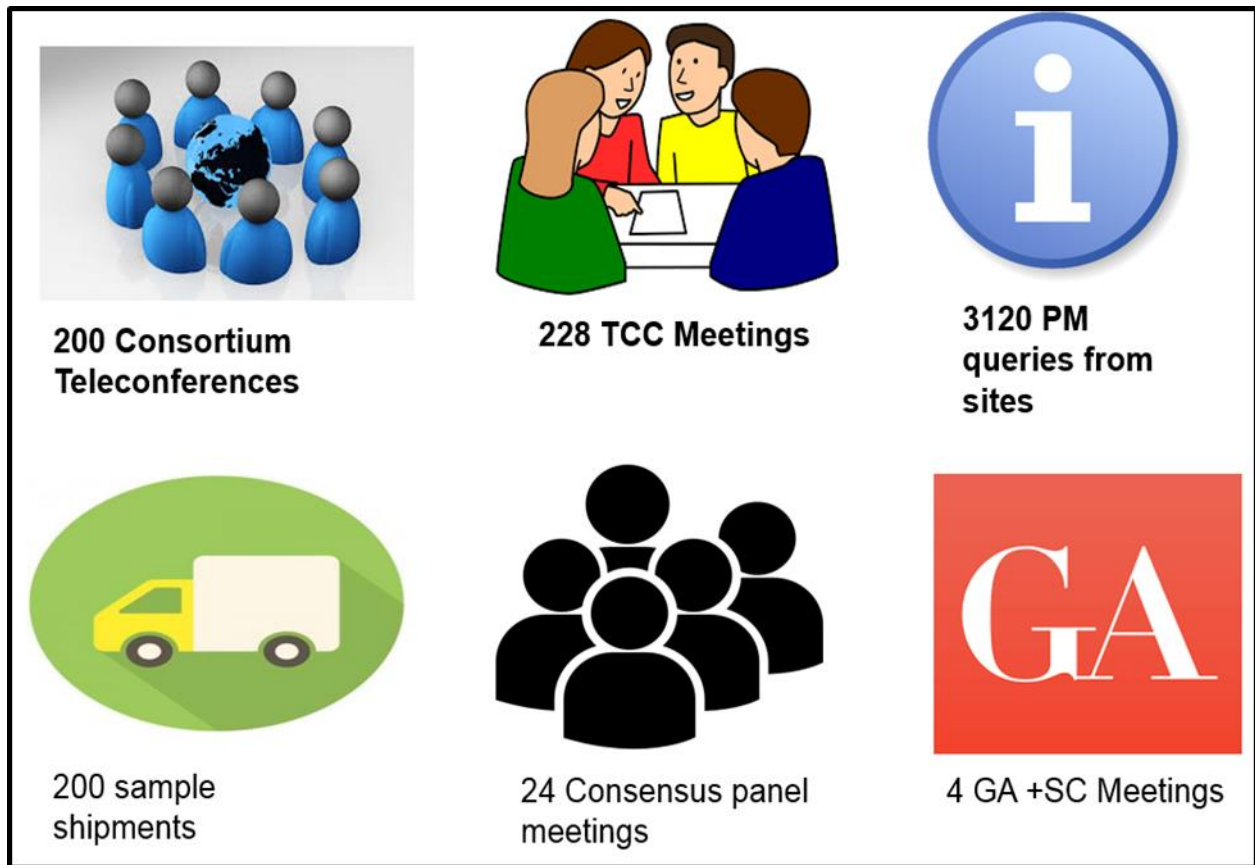 i
200 Consortium
Teleconferences
228 TCC Meetings
3120 PM
queries from
sites
GA
200 sample
shipments
24 Consensus panel
meetings
4 GA +SC Meetings